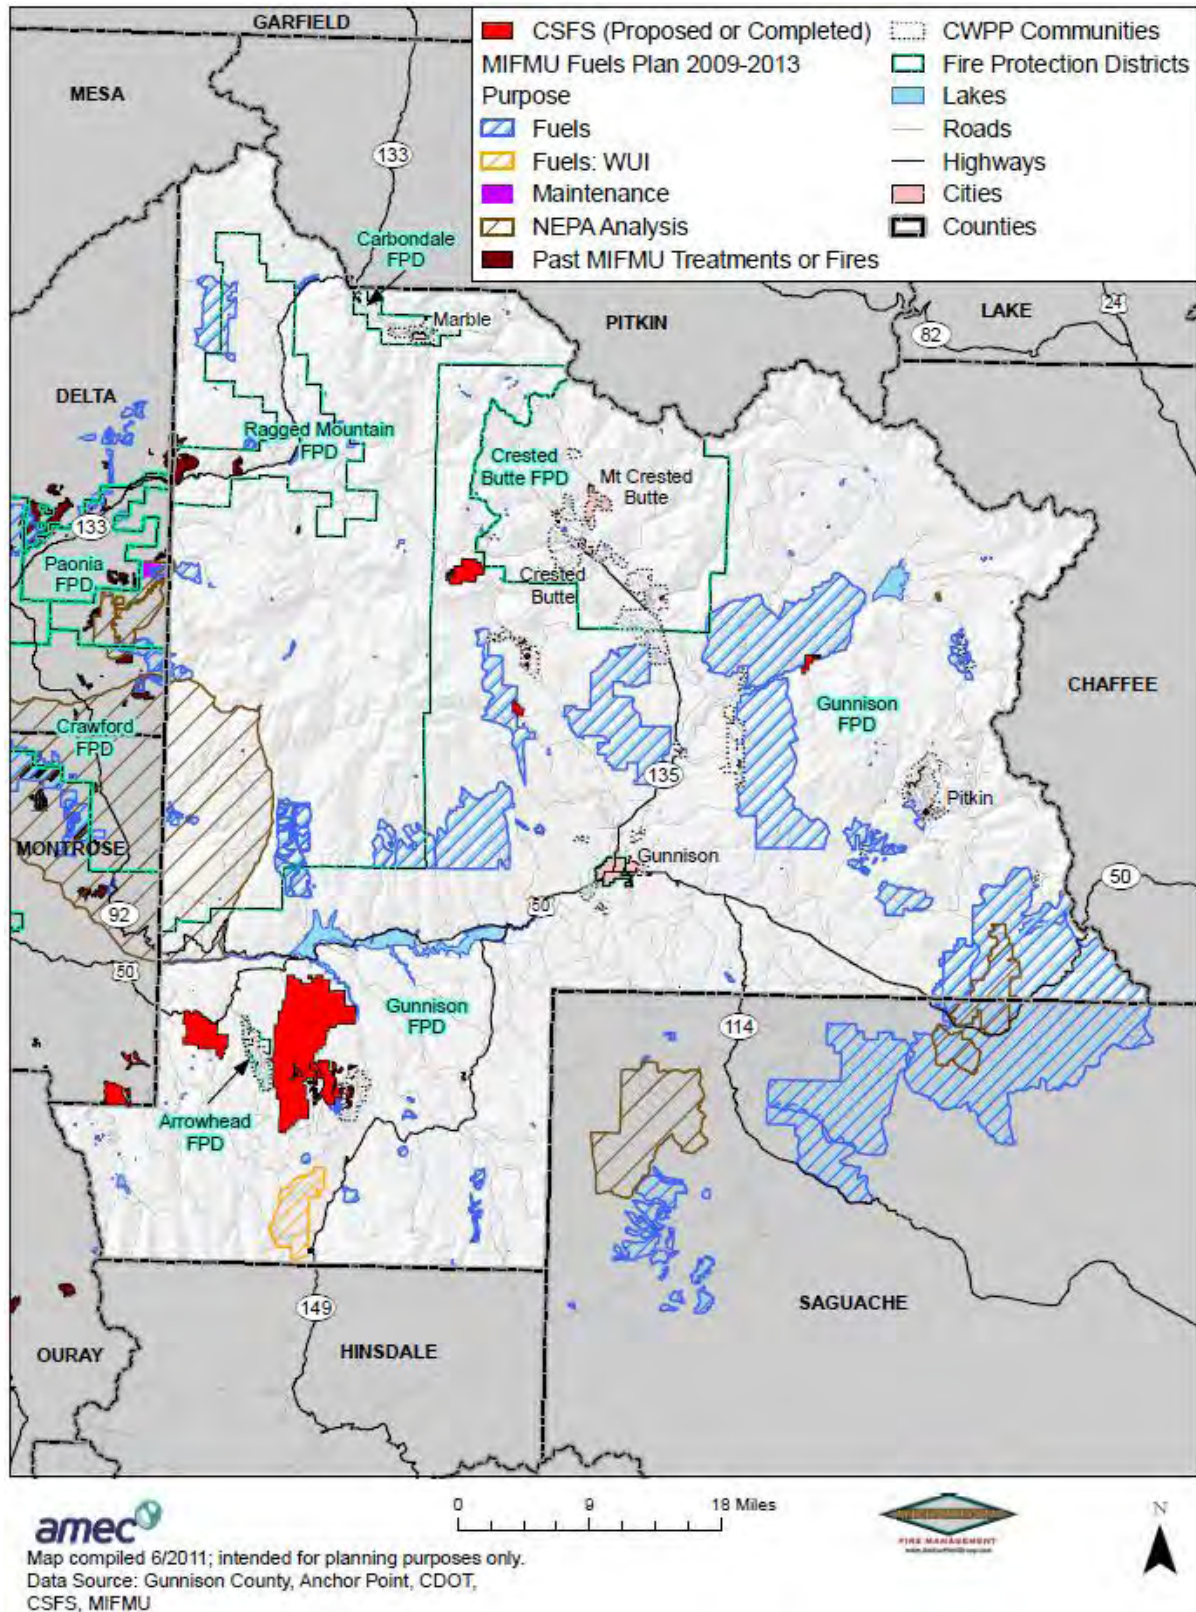 GARFIELD
CSFS (Proposed or Completed)
MIFMU Fuels Plan 2009-2013
Purpose
Fuels
Fuels: WUI
Maintenance
NEPA Analysis
Past MIFMU Treatments or Fires
CWPP Communities
Fire Protection Districts
Lakes
Roads
Highways
Cities
Counties
MESA
133
Carbondale
FPD
Marble
PITKIN
LAKE
24
82
DELTA
Ragged Mountain
FPD
Crested
Butte FPD
Mt Crested
Butte
133
Paonia
FPD
Crested
Butte
CHAFFEE
Crawford
FPD
Gunnison
FPD
135
Pitkin
MONTROSE
Gunnison
50
92
50
50
Gunnison
FPD
114
Arrowhead
FPD
SAGUACHE
149
OURAY
HINSDALE
0 9 18 Miles
amec
FIRE MANAGEMENT
N
Map compiled 6/2011; intended for planning purposes only.
Data Source: Gunnison County, Anchor Point, CDOT,
CSFS, MIFMU